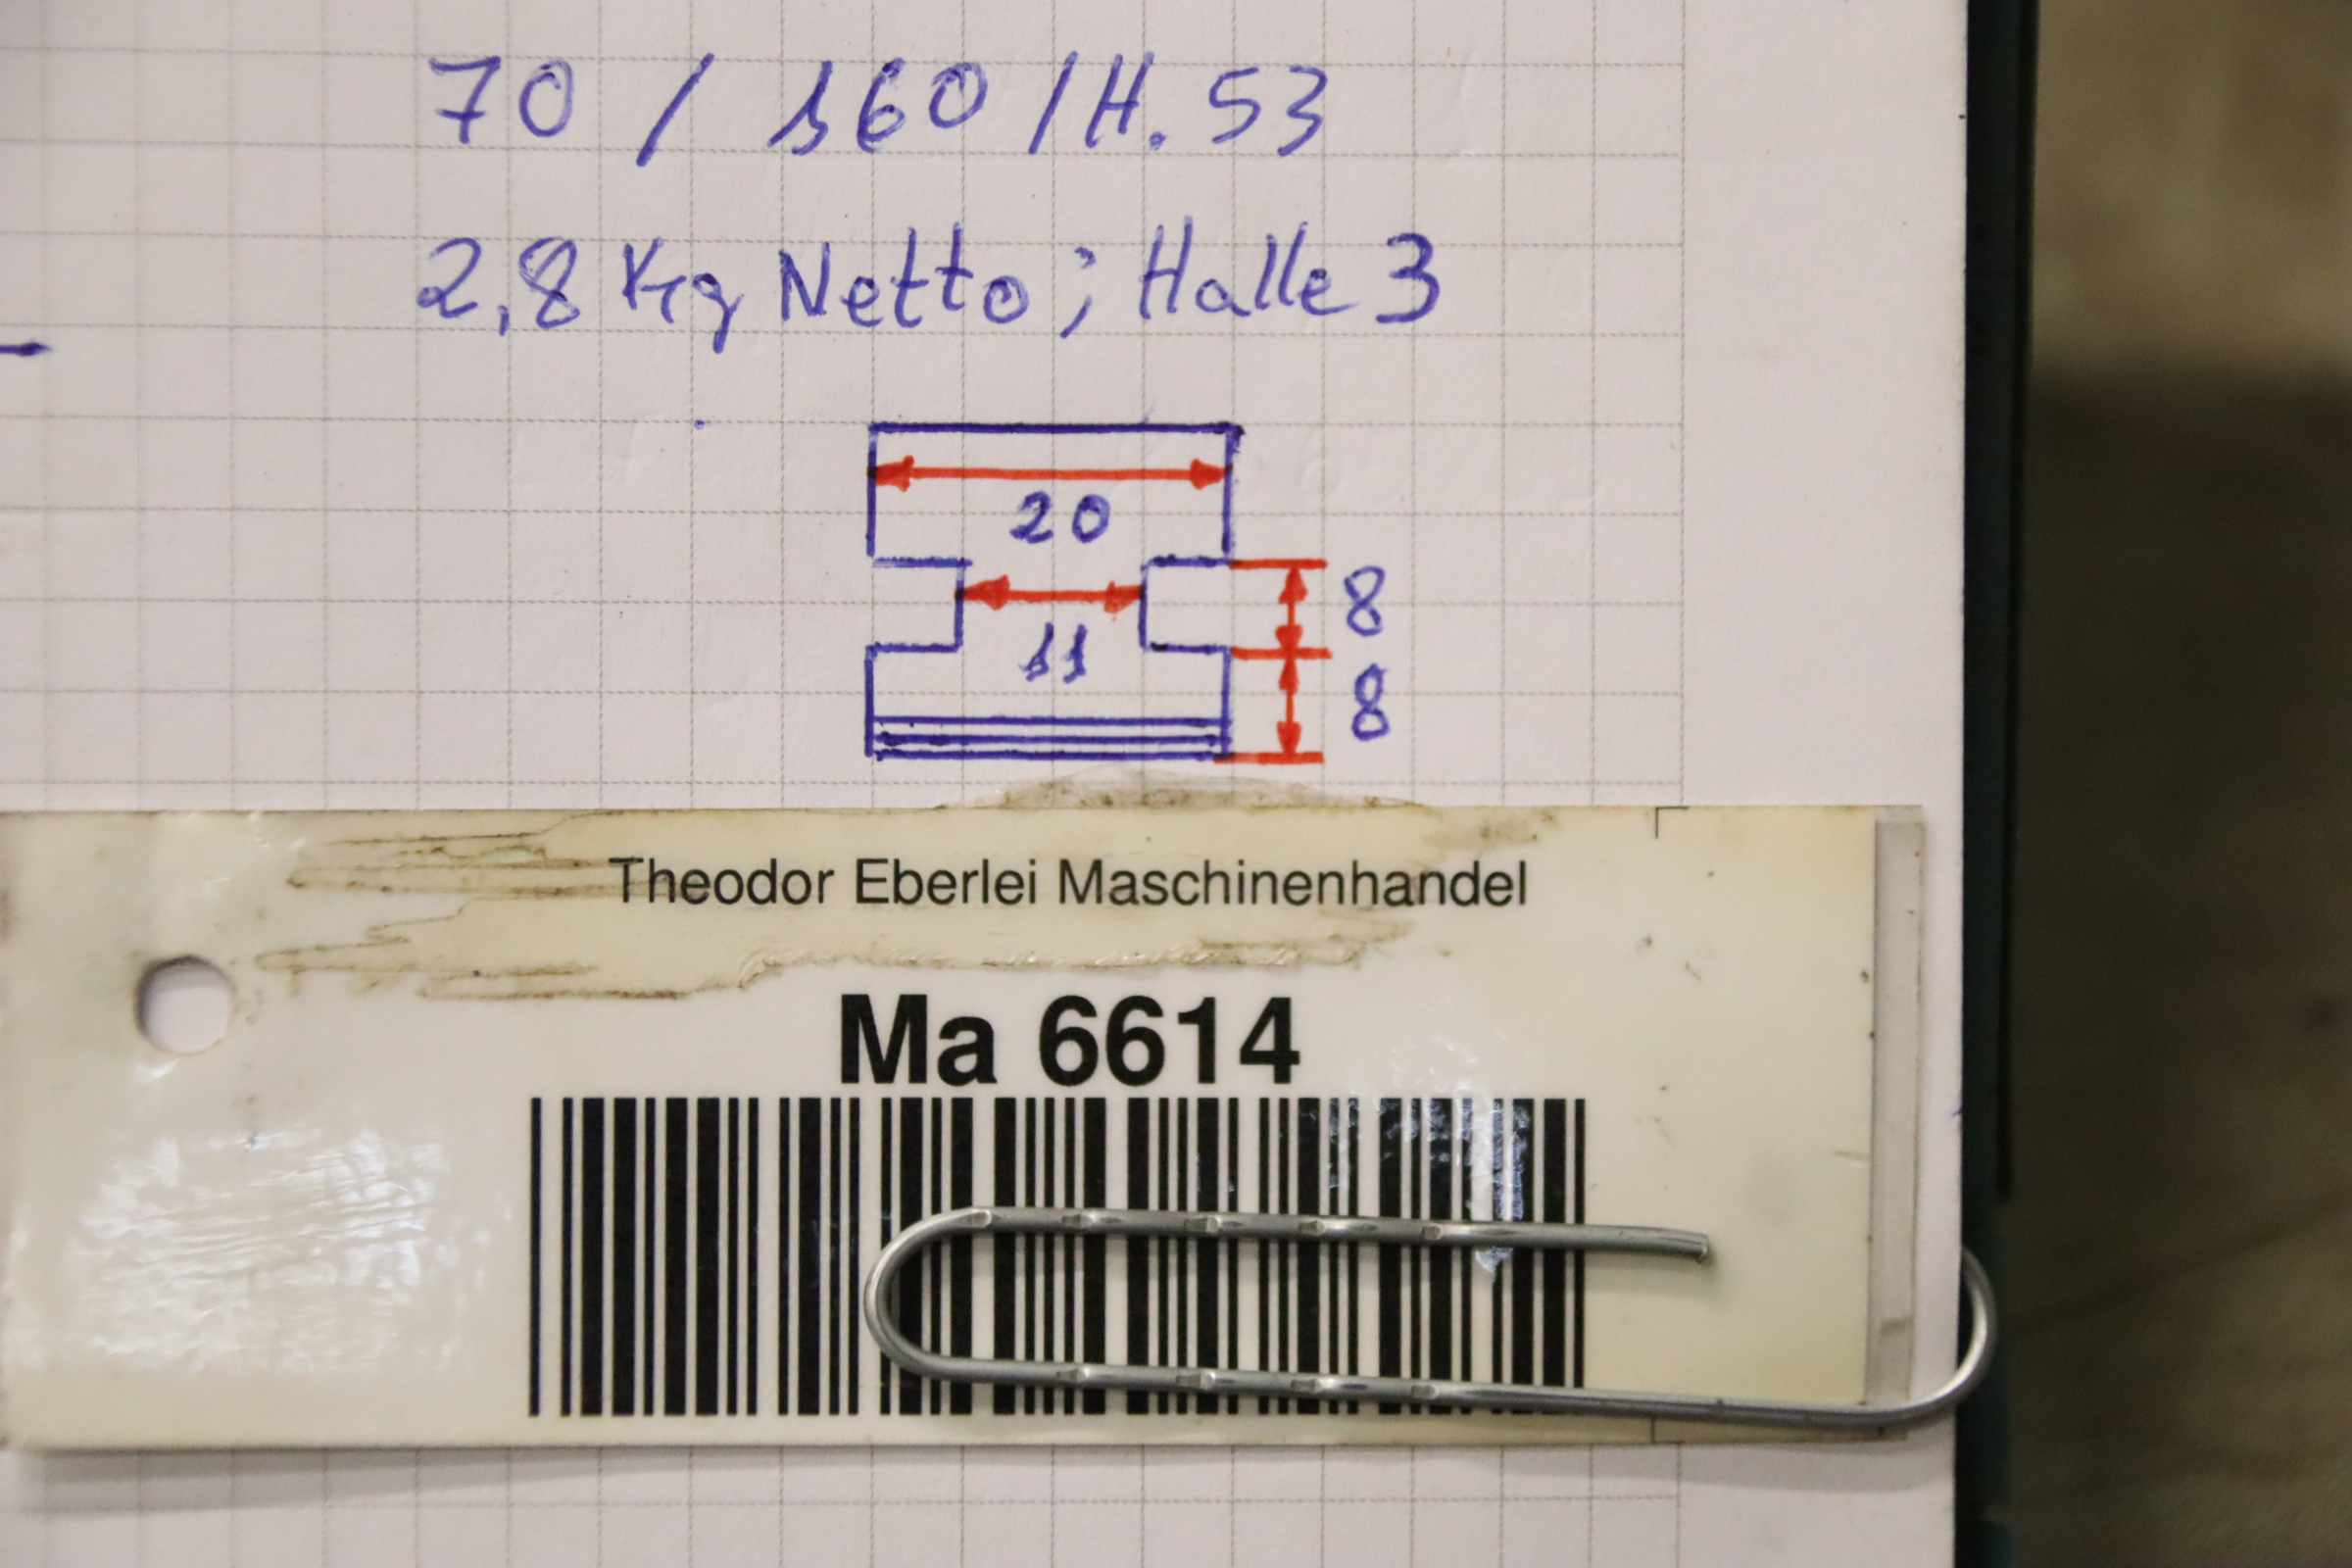 70 / 160 / H. 53
2,8 Kg Netto ; Halle 3
20
8
11
8
Theodor Eberlei Maschinenhandel
Ma 6614